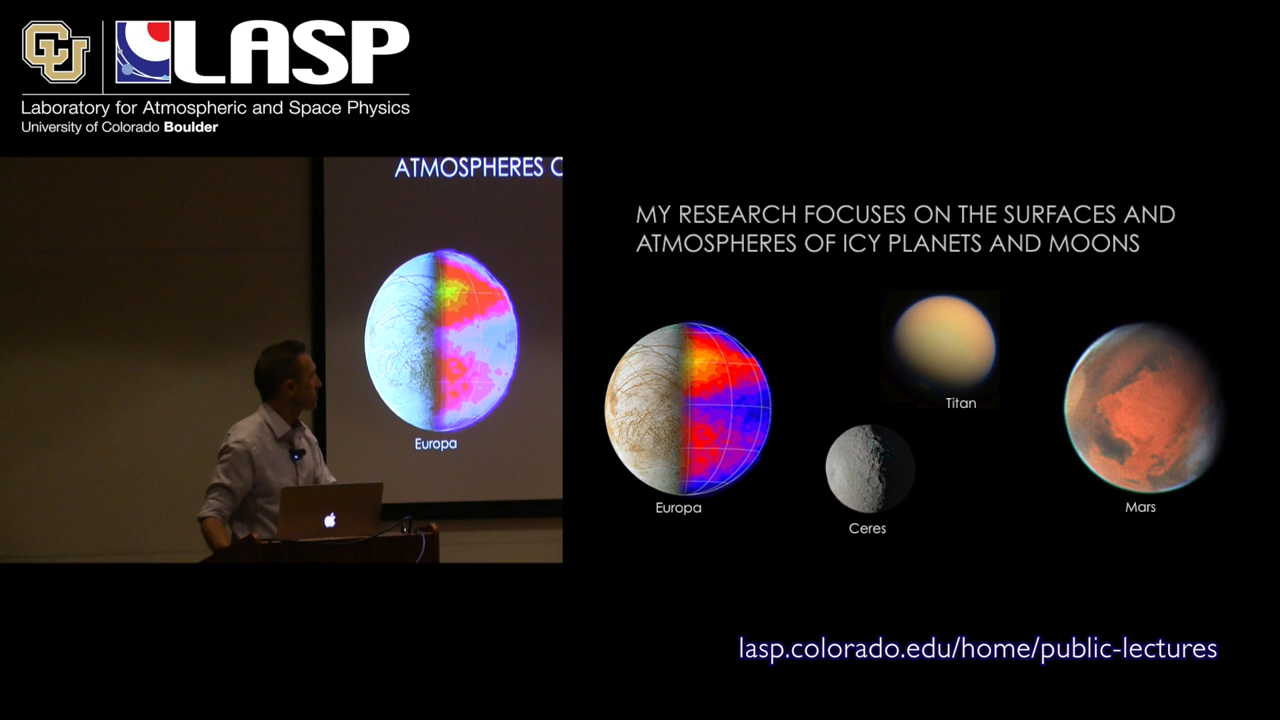 CU
LASP
Laboratory for Atmospheric and Space Physics
University of Colorado Boulder
ATMOSPHERES O
Europa
MY RESEARCH FOCUSES ON THE SURFACES AND
ATMOSPHERES OF ICY PLANETS AND MOONS
Titan
Europa
Ceres
Mars
lasp.colorado.edu/home/public-lectures